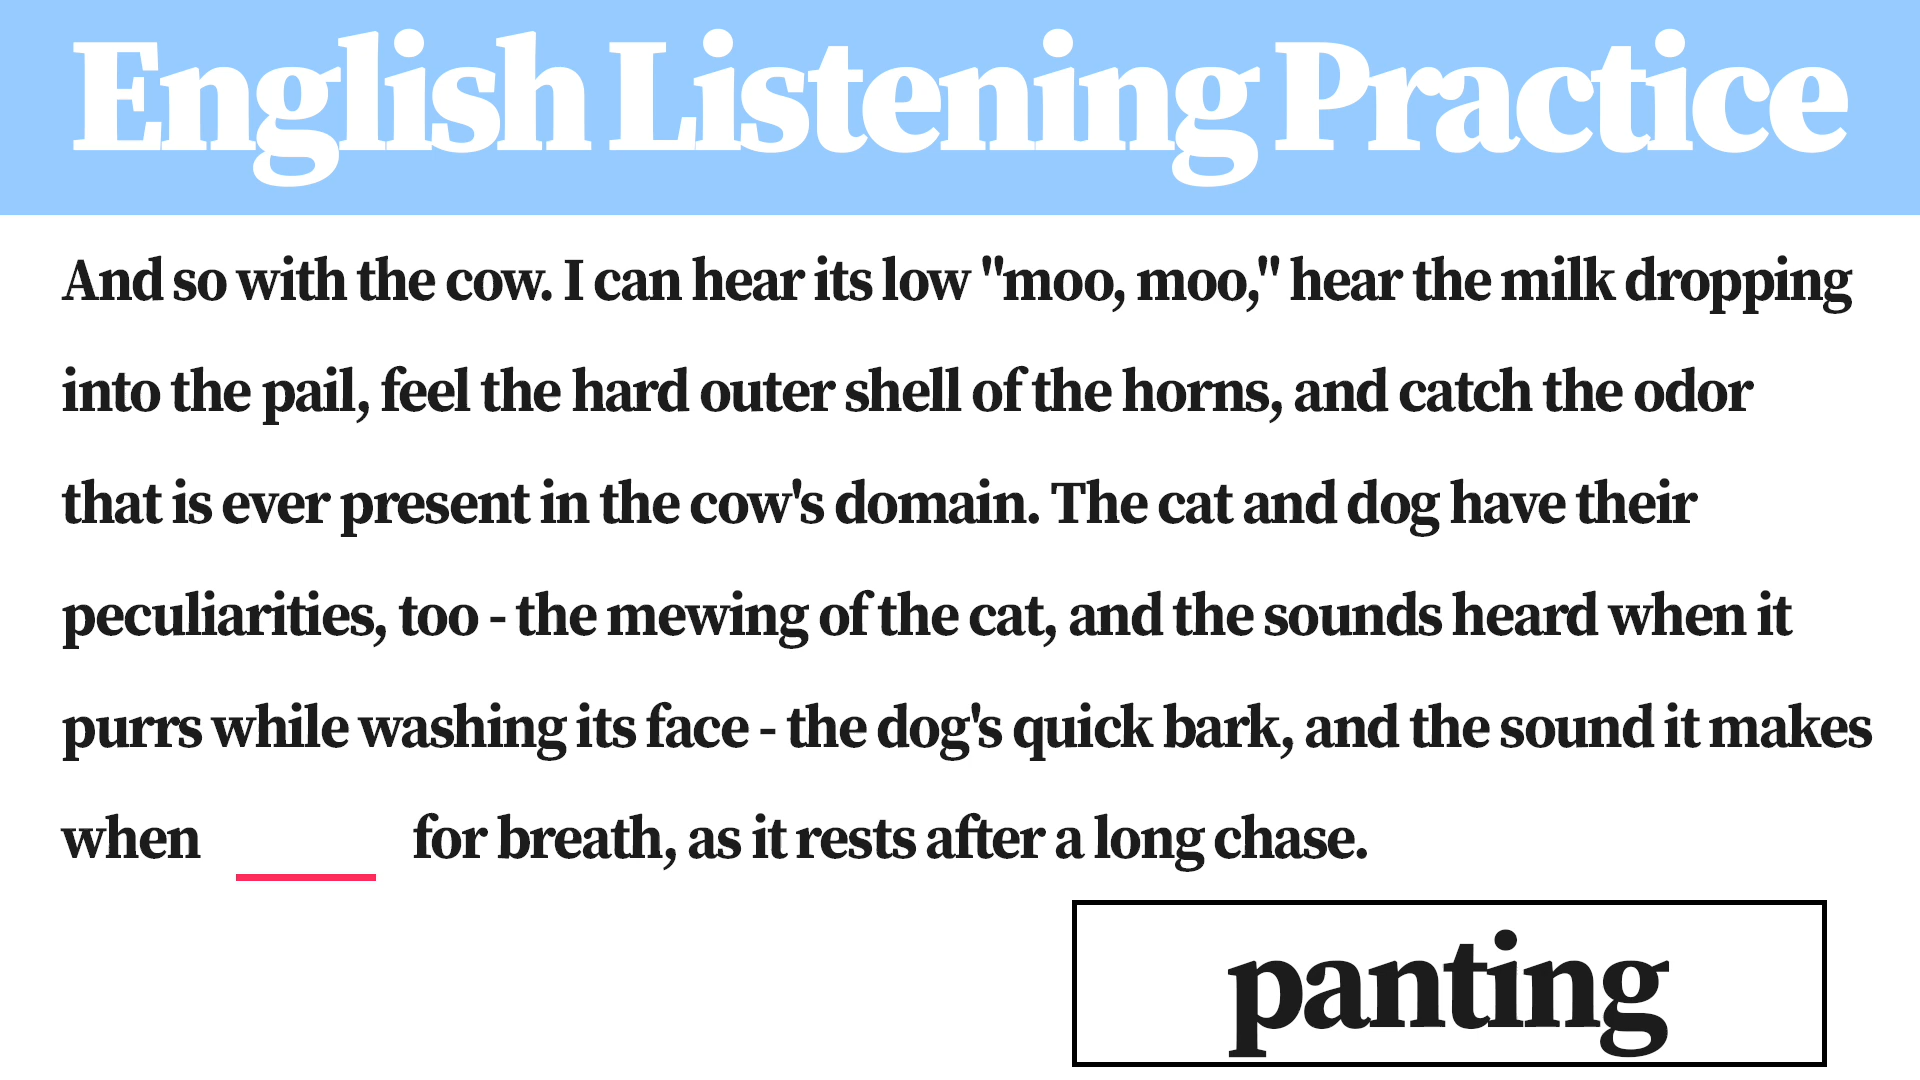 English Listening Practice
And so with the cow. I can hear its low "moo, moo," hear the milk dropping
into the pail, feel the hard outer shell of the horns, and catch the odor
that is ever present in the cow's domain. The cat and dog have their
peculiarities, too - the mewing of the cat, and the sounds heard when it
purrs while washing its face - the dog's quick bark, and the sound it makes
when ____ for breath, as it rests after a long chase.
panting